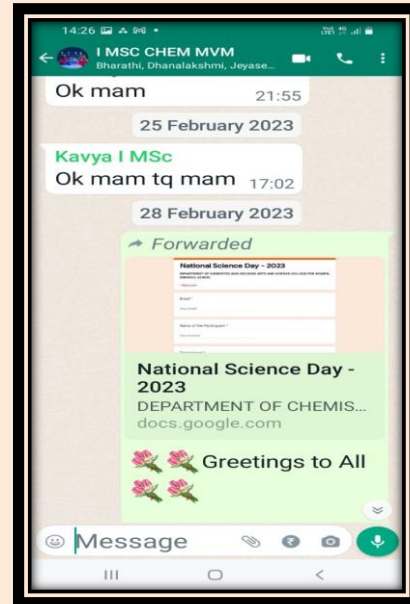 14:26
I MSC CHEM MVM
Bharathi, Dhanalakshmi, Jeyase...
Ok mam
21:55
25 February 2023
Kavya I MSc
Ok mam tq mam 17:02
28 February 2023
Forwarded
National Science Day - 2023
National Science Day -
2023
DEPARTMENT OF CHEMIS...
docs.google.com
Greetings to All
Message